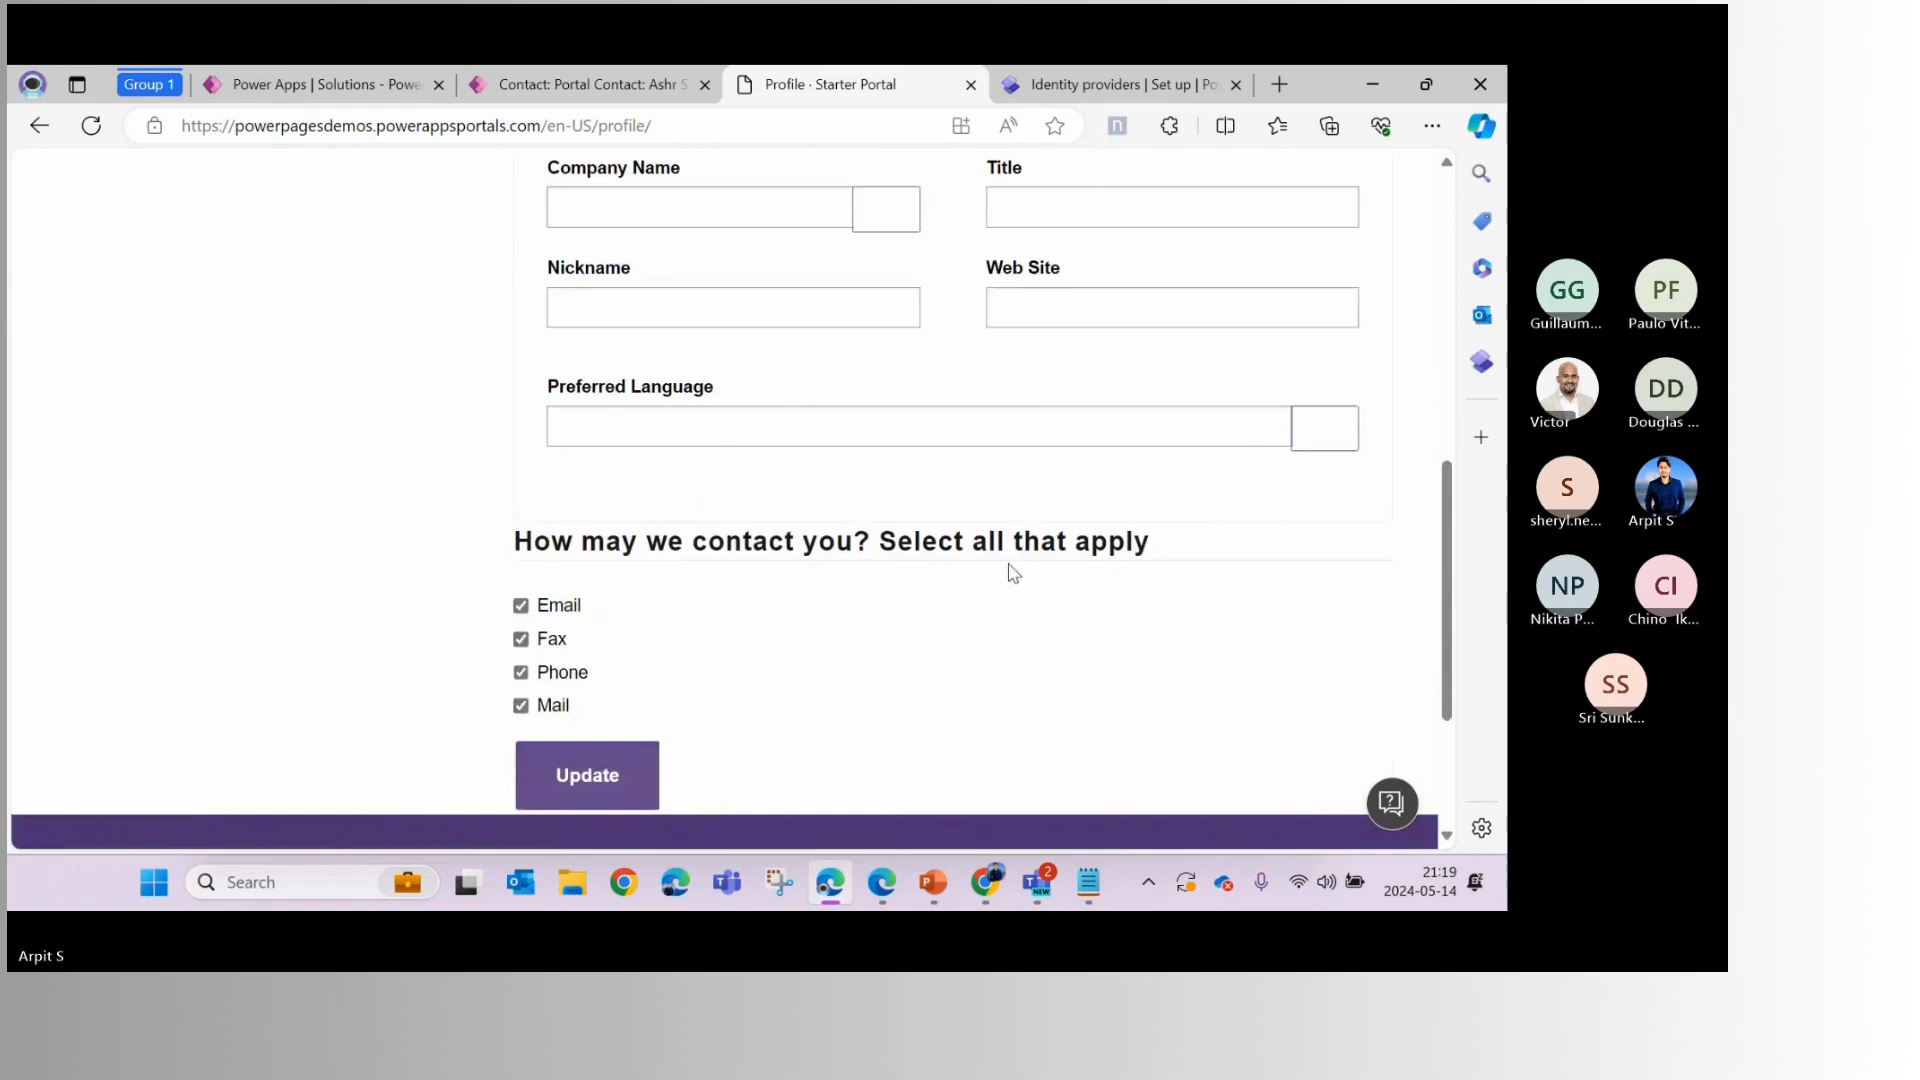 Group 1
Power Apps | Solutions - Powe
Contact: Portal Contact: Ashr S
Profile · Starter Portal
Identity providers | Set up | Po
https://powerpagesdemos.powerappsportals.com/en-US/profile/
Company Name
Title
Nickname
Web Site
Preferred Language
How may we contact you? Select all that apply
Email
Fax
Phone
Mail
Update
Search
2
NEW
21:19
2024-05-14
GG
Guillaum...
PF
Paulo Vit...
Victor
DD
Douglas ...
S
sheryl.ne...
Arpit S
NP
Nikita P...
CI
Chino Ik...
SS
Sri Sunk...
Arpit S